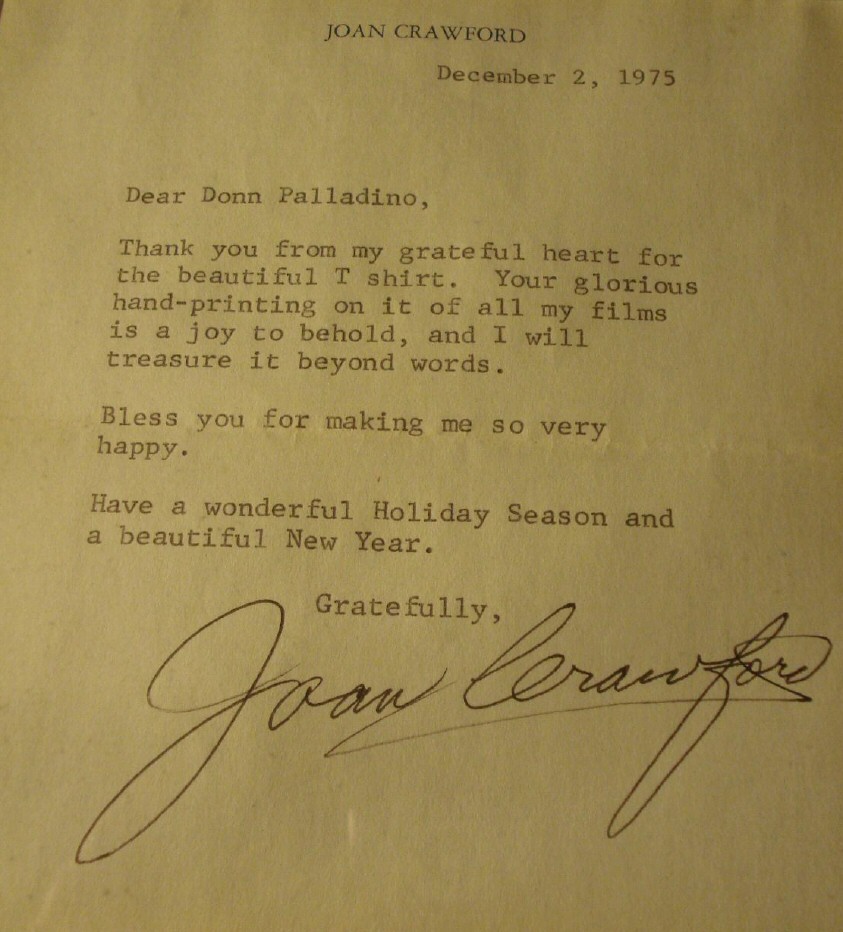 JOAN CRAWFORD
December 2, 1975
Dear Donn Palladino,
Thank you from my grateful heart for
the beautiful T shirt.  Your glorious
hand-printing on it of all my films
is a joy to behold, and I will
treasure it beyond words.
Bless you for making me so very
happy.
Have a wonderful Holiday Season and
a beautiful New Year.
Gratefully,
Joan Crawford